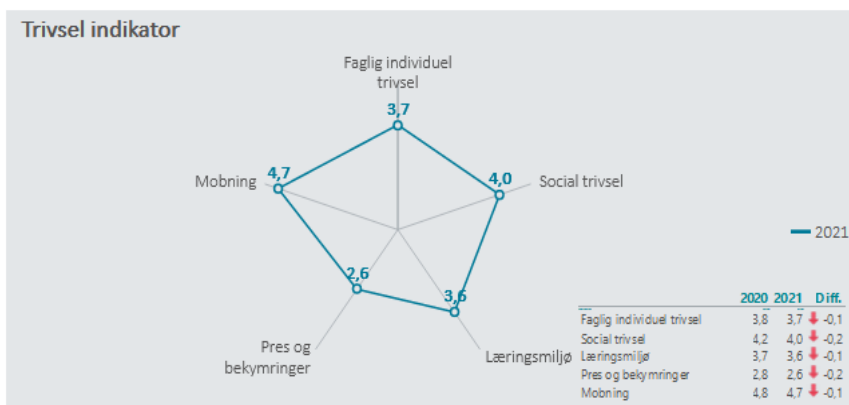 Trivsel indikator
Faglig individuel
trivsel
3,7
4,7
4,0
Mobning
Social trivsel
2021
2,6
3,6
Pres og
bekymringer
Læringsmiljø
2020 2021 Diff.
Faglig individuel trivsel 3,8 3,7 -0,1
Social trivsel 4,2 4,0 -0,2
Læringsmiljø 3,7 3,6 -0,1
Pres og bekymringer 2,8 2,6 -0,2
Mobning 4,8 4,7 -0,1